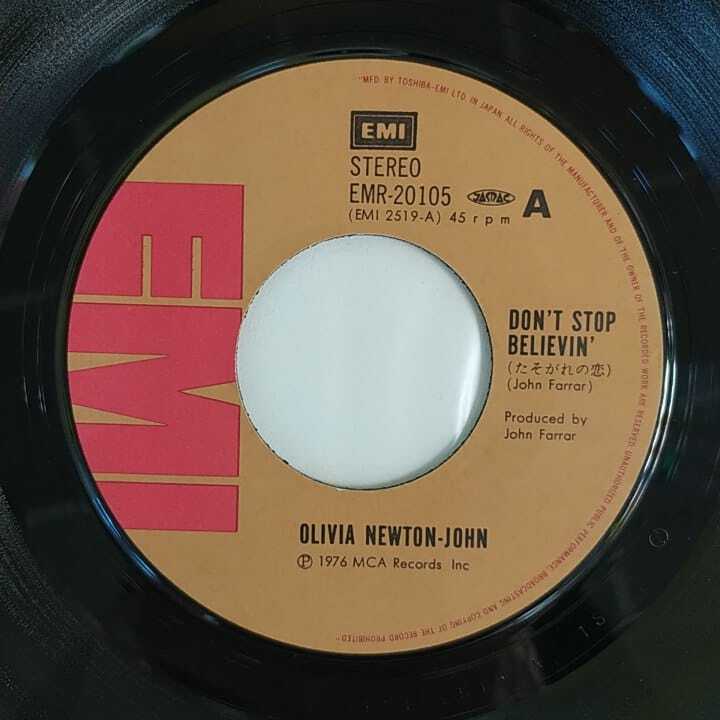 "MFD. BY TOSHIBA-EMI LTD. IN JAPAN. ALL RIGHTS OF THE MANUFACTURER AND OF THE OWNER OF THE RECORDED WORK ARE RESERVED. UNAUTHORIZED PUBLIC PERFORMANCE, BROADCASTING AND COPYING OF THE RECORD PROHIBITED"
EMI
STEREO
EMR-20105 JASRAC A
(EMI 2519-A) 45 rpm
EMI
DON'T STOP
BELIEVIN'
(たそがれの恋)
(John Farrar)
Produced by
John Farrar
OLIVIA NEWTON-JOHN
Ⓟ 1976 MCA Records Inc